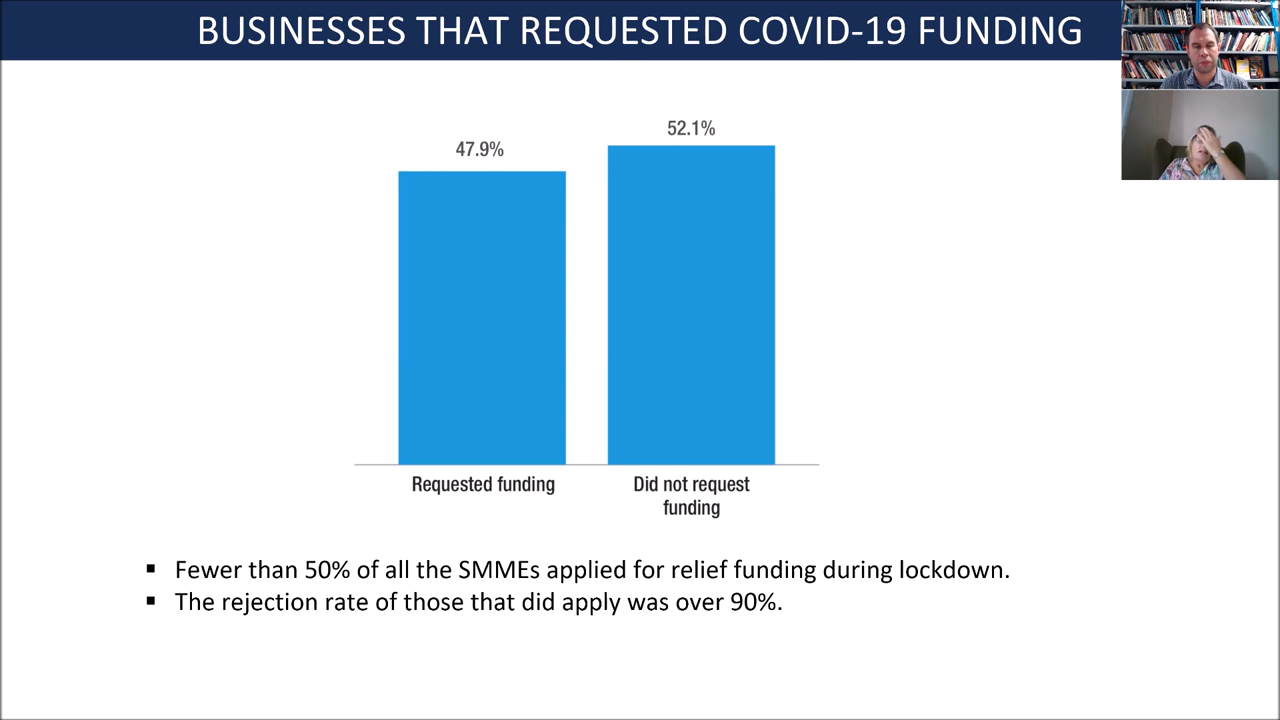 BUSINESSES THAT REQUESTED COVID-19 FUNDING
47.9%
52.1%
Requested funding
Did not request
funding
▪ Fewer than 50% of all the SMMEs applied for relief funding during lockdown.
▪ The rejection rate of those that did apply was over 90%.